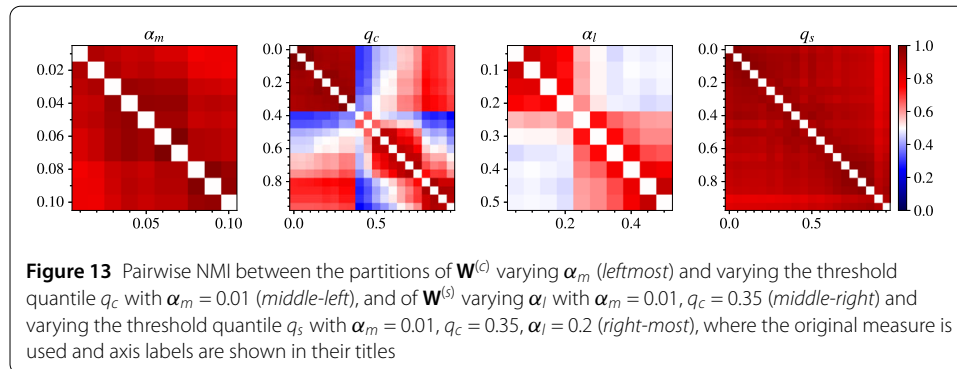 α_m q_c α_l q_s
0.02 0.04 0.06 0.08 0.10
0.05 0.10
0.0 0.2 0.4 0.6 0.8
0.0 0.5
0.1 0.2 0.3 0.4 0.5
0.2 0.4
0.0 0.2 0.4 0.6 0.8
0.0 0.5
1.0 0.8 0.6 0.4 0.2 0.0
Figure 13 Pairwise NMI between the partitions of W^(c) varying α_m (leftmost) and varying the threshold
quantile q_c with α_m = 0.01 (middle-left), and of W^(s) varying α_l with α_m = 0.01, q_c = 0.35 (middle-right) and
varying the threshold quantile q_s with α_m = 0.01, q_c = 0.35, α_l = 0.2 (right-most), where the original measure is
used and axis labels are shown in their titles